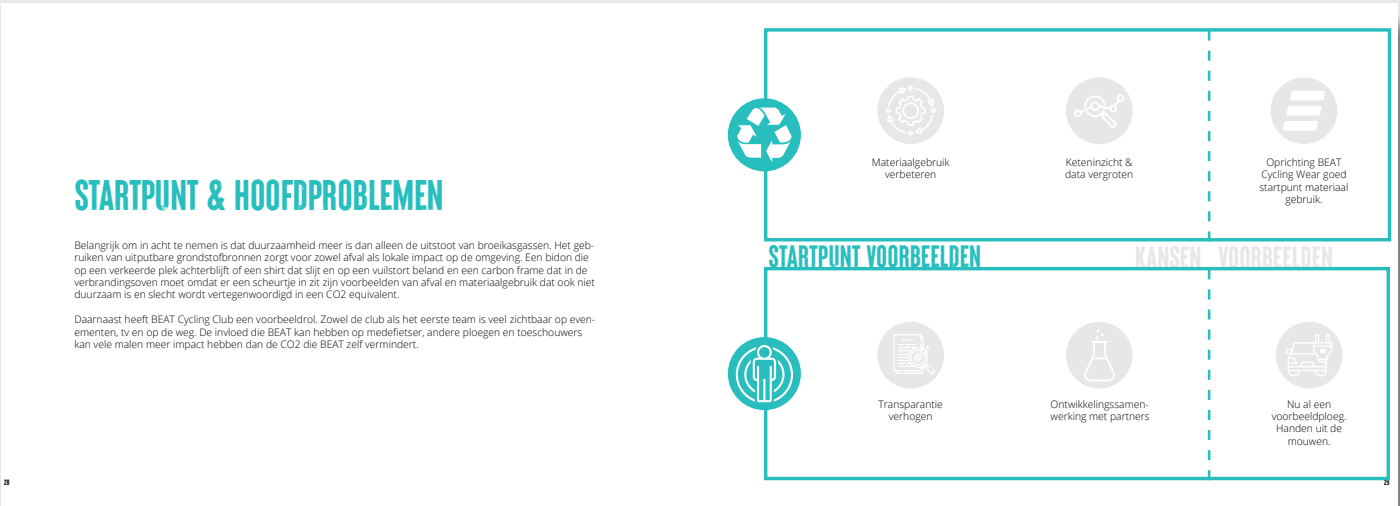 STARTPUNT & HOOFDPROBLEMEN
Belangrijk om in acht te nemen is dat duurzaamheid meer is dan alleen de uitstoot van broeikasgassen. Het geb-
ruiken van uitputbare grondstofbronnen zorgt voor zowel afval als lokale impact op de omgeving. Een bidon die
op een verkeerde plek achterblijft of een shirt dat slijt en op een vuilstort beland en een carbon frame dat in de
verbrandingsoven moet omdat er een scheurtje in zit zijn voorbeelden van afval en materiaalgebruik dat ook niet
duurzaam is en slecht wordt vertegenwoordigd in een CO2 equivalent.
Daarnaast heeft BEAT Cycling Club een voorbeeldrol. Zowel de club als het eerste team is veel zichtbaar op even-
ementen, tv en op de weg. De invloed die BEAT kan hebben op medefietser, andere ploegen en toeschouwers
kan vele malen meer impact hebben dan de CO2 die BEAT zelf vermindert.
28
Materiaalgebruik
verbeteren
Keteninzicht &
data vergroten
Oprichting BEAT
Cycling Wear goed
startpunt materiaal
gebruik.
STARTPUNT VOORBEELDEN
KANSEN VOORBEELDEN
Transparantie
verhogen
Ontwikkelingssamen-
werking met partners
Nu al een
voorbeeldploeg.
Handen uit de
mouwen.
29